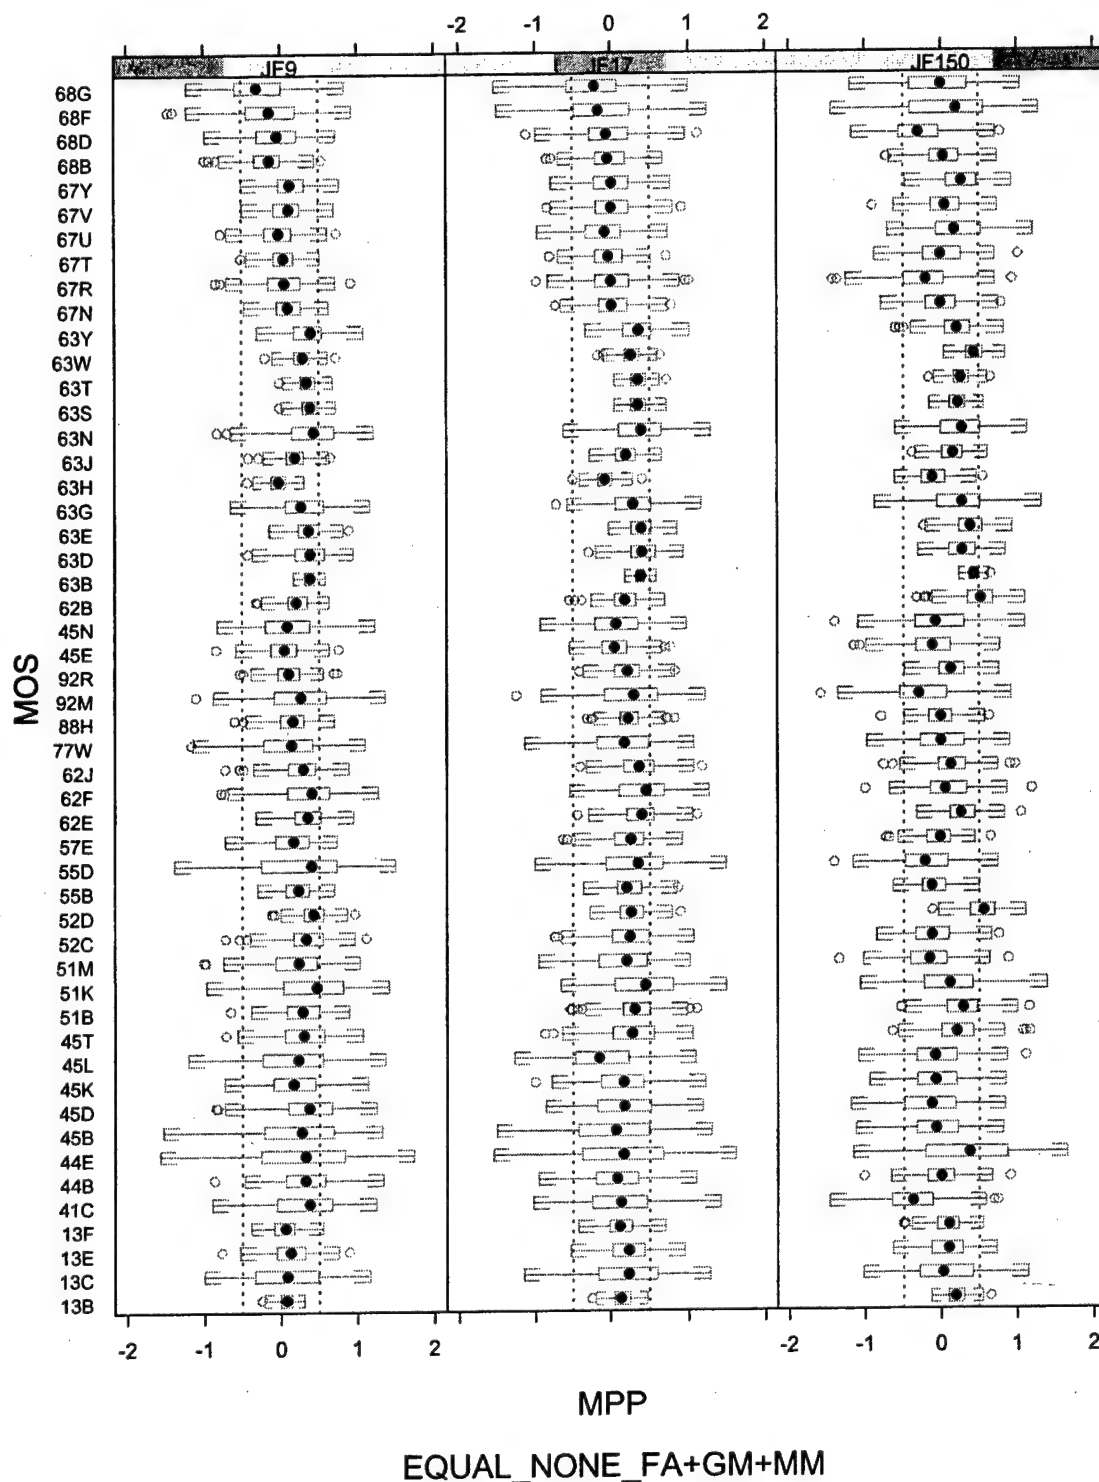 -2 -1 0 1 2
JF9 JF17 JF150
68G
68F
68D
68B
67Y
67V
67U
67T
67R
67N
63Y
63W
63T
63S
63N
63J
63H
63G
63E
63D
63B
62B
45N
45E
92R
92M
88H
77W
62J
62F
62E
57E
55D
55B
52D
52C
51M
51K
51B
45T
45L
45K
45D
45B
44E
44B
41C
13F
13E
13C
13B
MOS
-2 -1 0 1 2 -2 -1 0 1 2
MPP
EQUAL_NONE_FA+GM+MM